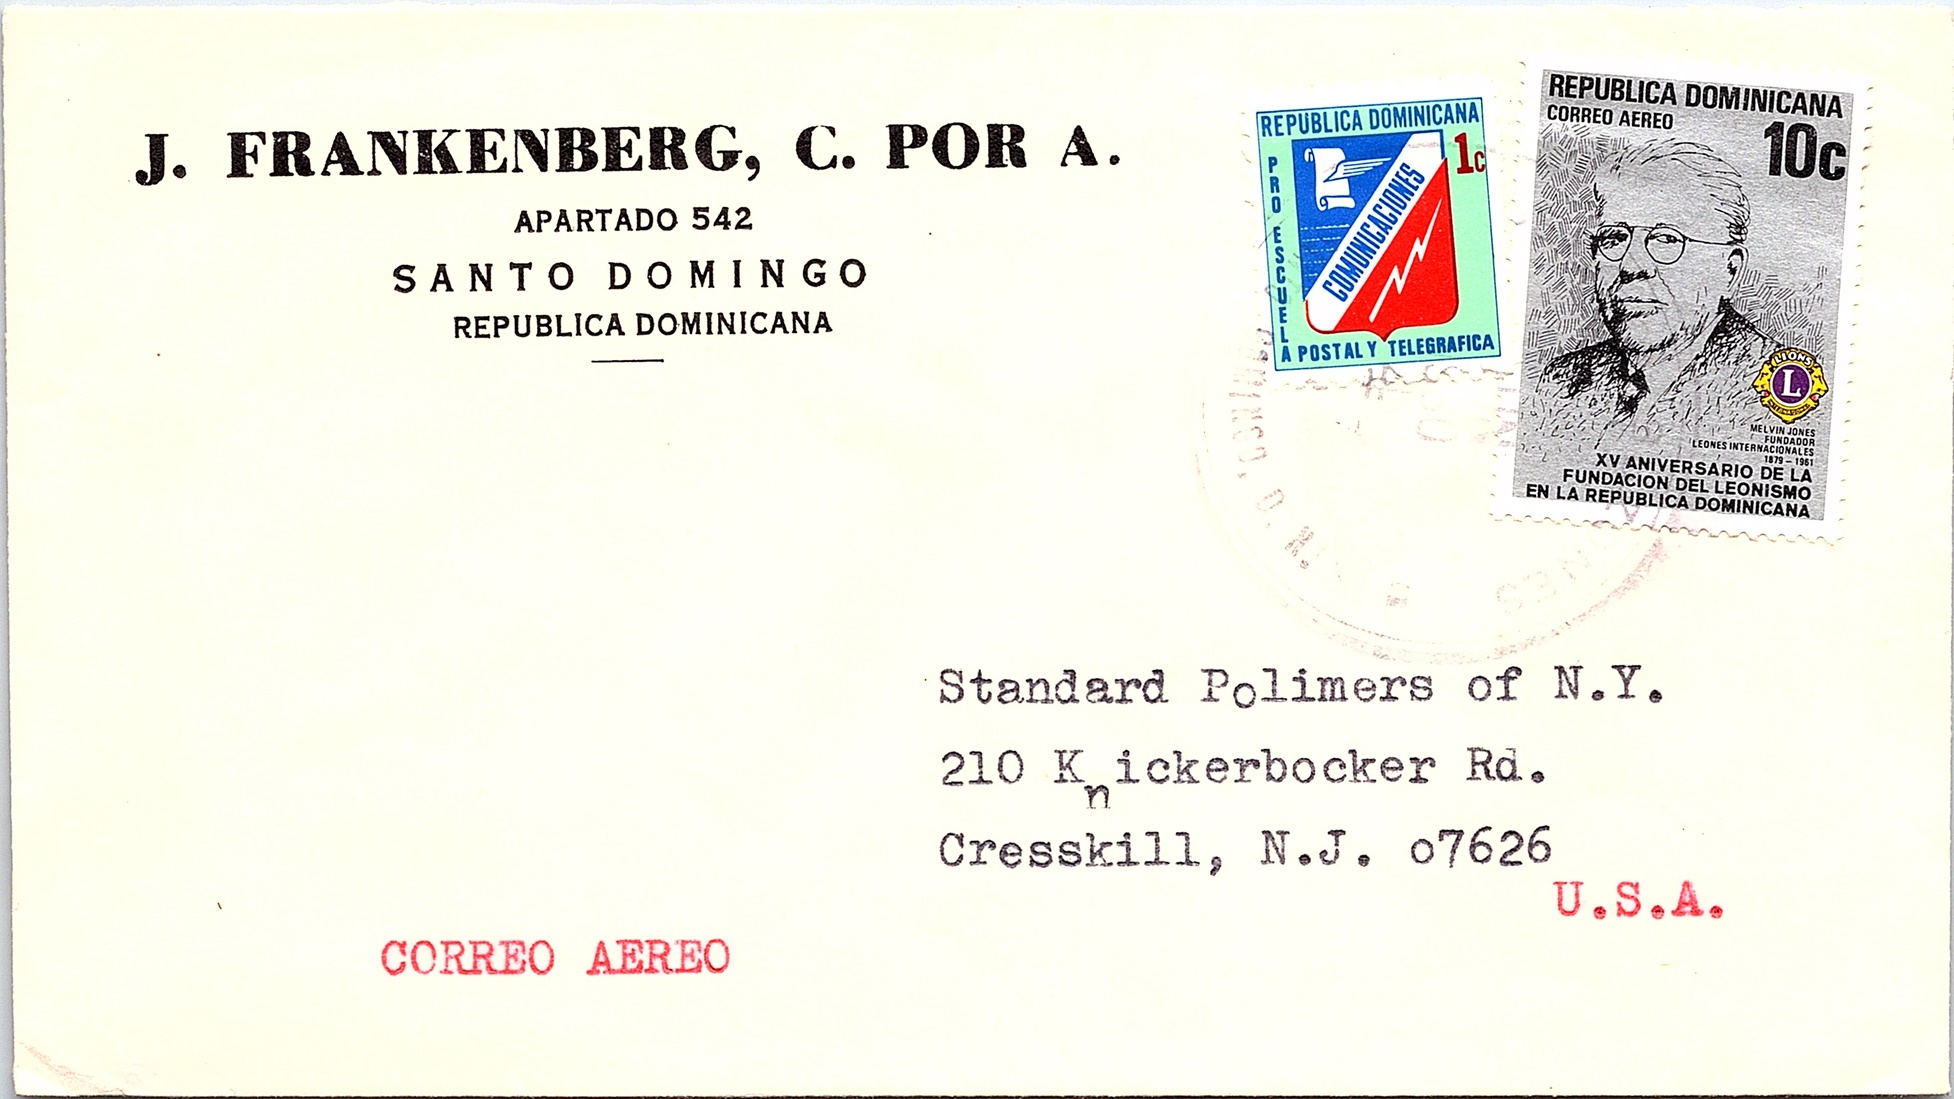 J. FRANKENBERG, C. POR A.
APARTADO 542
SANTO DOMINGO
REPUBLICA DOMINICANA
REPUBLICA DOMINICANA
1c
PRO ESCUELA POSTAL Y TELEGRAFICA
COMUNICACIONES
REPUBLICA DOMINICANA
CORREO AEREO
10c
LIONS
L
INTERNATIONAL
MELVIN JONES
FUNDADOR
LEONES INTERNACIONALES
1879 - 1961
XV ANIVERSARIO DE LA
FUNDACION DEL LEONISMO
EN LA REPUBLICA DOMINICANA
Standard Polimers of N.Y.
210 Knickerbocker Rd.
Cresskill, N.J. o7626
U.S.A.
CORREO AEREO